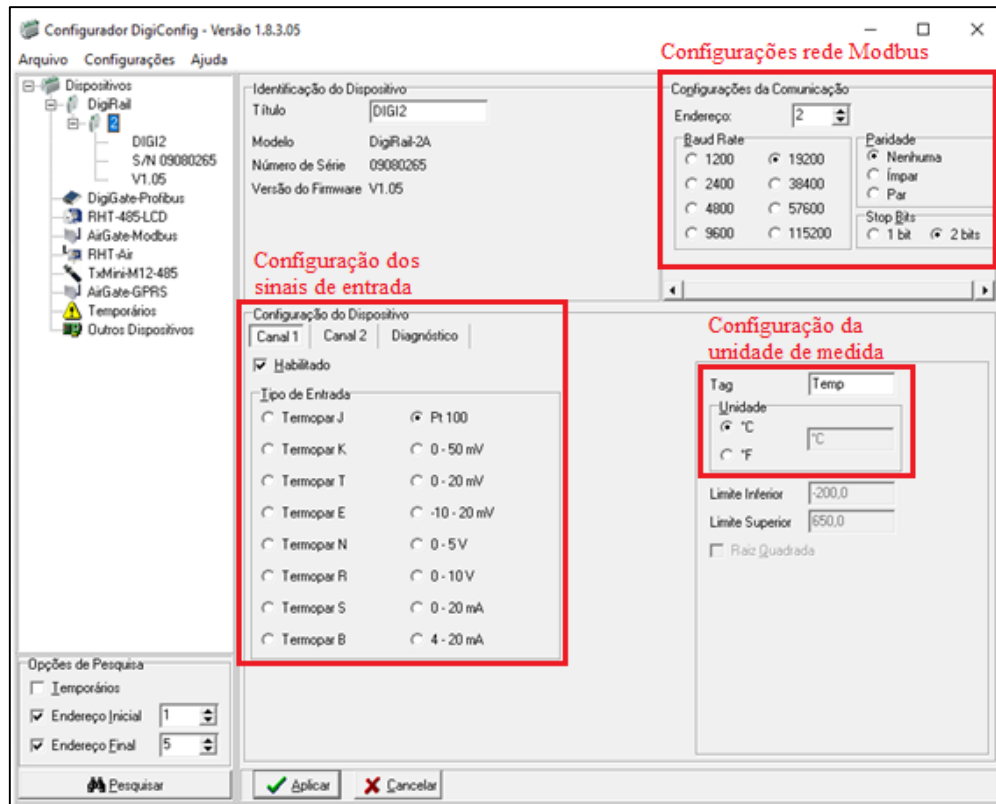 Configurador DigiConfig - Versão 1.8.3.05
Arquivo Configurações Ajuda
Dispositivos
DigiRail
2
DIGI2
S/N 09080265
V1.05
DigiGate-Profibus
RHT-485-LCD
AirGate-Modbus
RHT-Air
TxMini-M12-485
AirGate-GPRS
Temporários
Outros Dispositivos
Opções de Pesquisa
Temporários
Endereço Inicial 1
Endereço Final 5
Pesquisar
Identificação do Dispositivo
Título DIGI2
Modelo DigiRail-2A
Número de Série 09080265
Versão do Firmware V1.05
Configurações rede Modbus
Configurações da Comunicação
Endereço: 2
Baud Rate
1200 19200
2400 38400
4800 57600
9600 115200
Paridade
Nenhuma
Ímpar
Par
Stop Bits
1 bit 2 bits
Configuração dos
sinais de entrada
Configuração do Dispositivo
Canal 1 Canal 2 Diagnóstico
Habilitado
Tipo de Entrada
Termopar J Pt 100
Termopar K 0 - 50 mV
Termopar T 0 - 20 mV
Termopar E -10 - 20 mV
Termopar N 0 - 5 V
Termopar R 0 - 10 V
Termopar S 0 - 20 mA
Termopar B 4 - 20 mA
Configuração da
unidade de medida
Tag Temp
Unidade
°C °C
°F
Limite Inferior -200,0
Limite Superior 650,0
Raiz Quadrada
Aplicar Cancelar